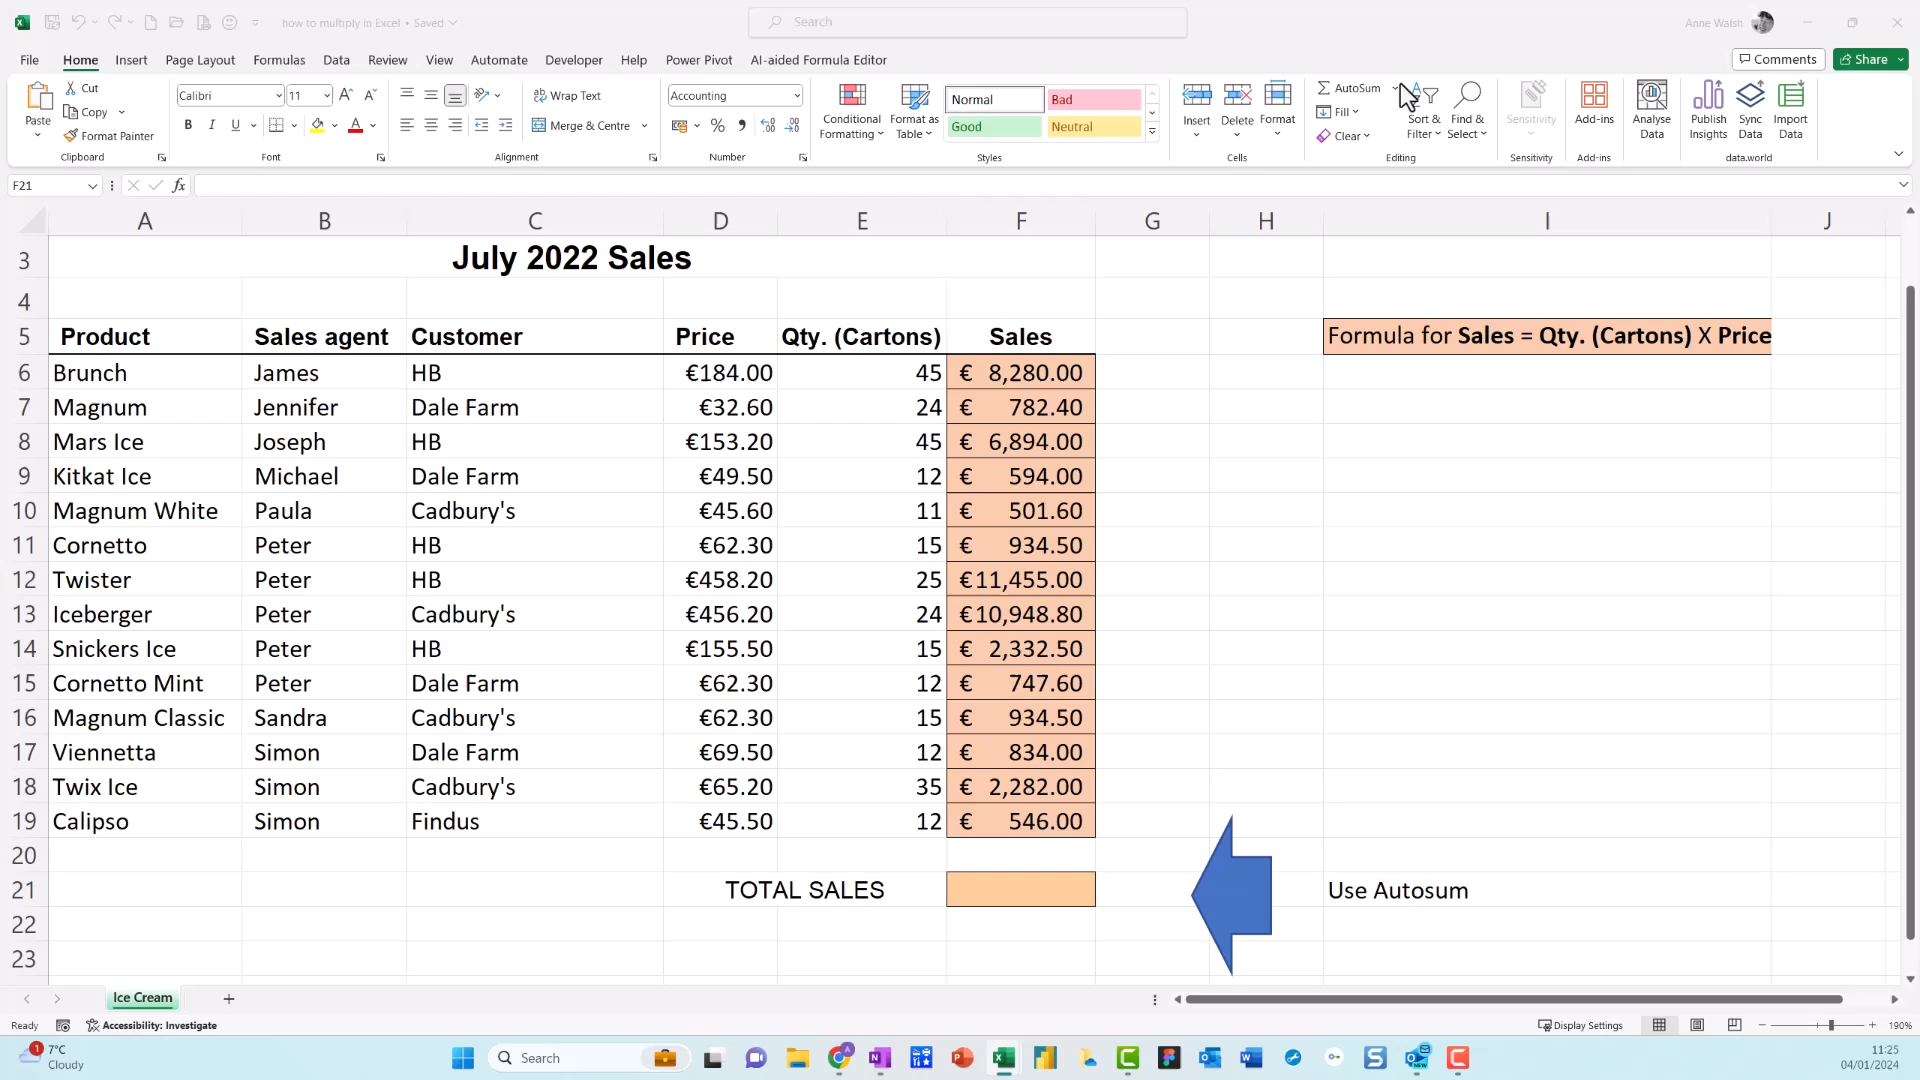 how to multiply in Excel • Saved
Search
Anne Walsh
File Home Insert Page Layout Formulas Data Review View Automate Developer Help Power Pivot AI-aided Formula Editor
Comments Share
Paste
Cut
Copy
Format Painter
Clipboard
Calibri 11
B I U
Font
Wrap Text
Merge & Centre
Alignment
Accounting
Number
Conditional Formatting
Format as Table
Normal Bad
Good Neutral
Styles
Insert Delete Format
Cells
AutoSum
Fill
Clear
Sort & Filter
Find & Select
Editing
Sensitivity
Sensitivity
Add-ins
Add-ins
Analyse Data
Publish Insights
Sync Data
Import Data
data.world
F21 fx
A B C D E F G H I J
3 July 2022 Sales
4
5 Product Sales agent Customer Price Qty. (Cartons) Sales Formula for Sales = Qty. (Cartons) X Price
6 Brunch James HB €184.00 45 € 8,280.00
7 Magnum Jennifer Dale Farm €32.60 24 € 782.40
8 Mars Ice Joseph HB €153.20 45 € 6,894.00
9 Kitkat Ice Michael Dale Farm €49.50 12 € 594.00
10 Magnum White Paula Cadbury's €45.60 11 € 501.60
11 Cornetto Peter HB €62.30 15 € 934.50
12 Twister Peter HB €458.20 25 €11,455.00
13 Iceberger Peter Cadbury's €456.20 24 €10,948.80
14 Snickers Ice Peter HB €155.50 15 € 2,332.50
15 Cornetto Mint Peter Dale Farm €62.30 12 € 747.60
16 Magnum Classic Sandra Cadbury's €62.30 15 € 934.50
17 Viennetta Simon Dale Farm €69.50 12 € 834.00
18 Twix Ice Simon Cadbury's €65.20 35 € 2,282.00
19 Calipso Simon Findus €45.50 12 € 546.00
20
21 TOTAL SALES Use Autosum
22
23
Ice Cream
Ready Accessibility: Investigate Display Settings 190%
1 7°C
Cloudy
Search
11:25
04/01/2024